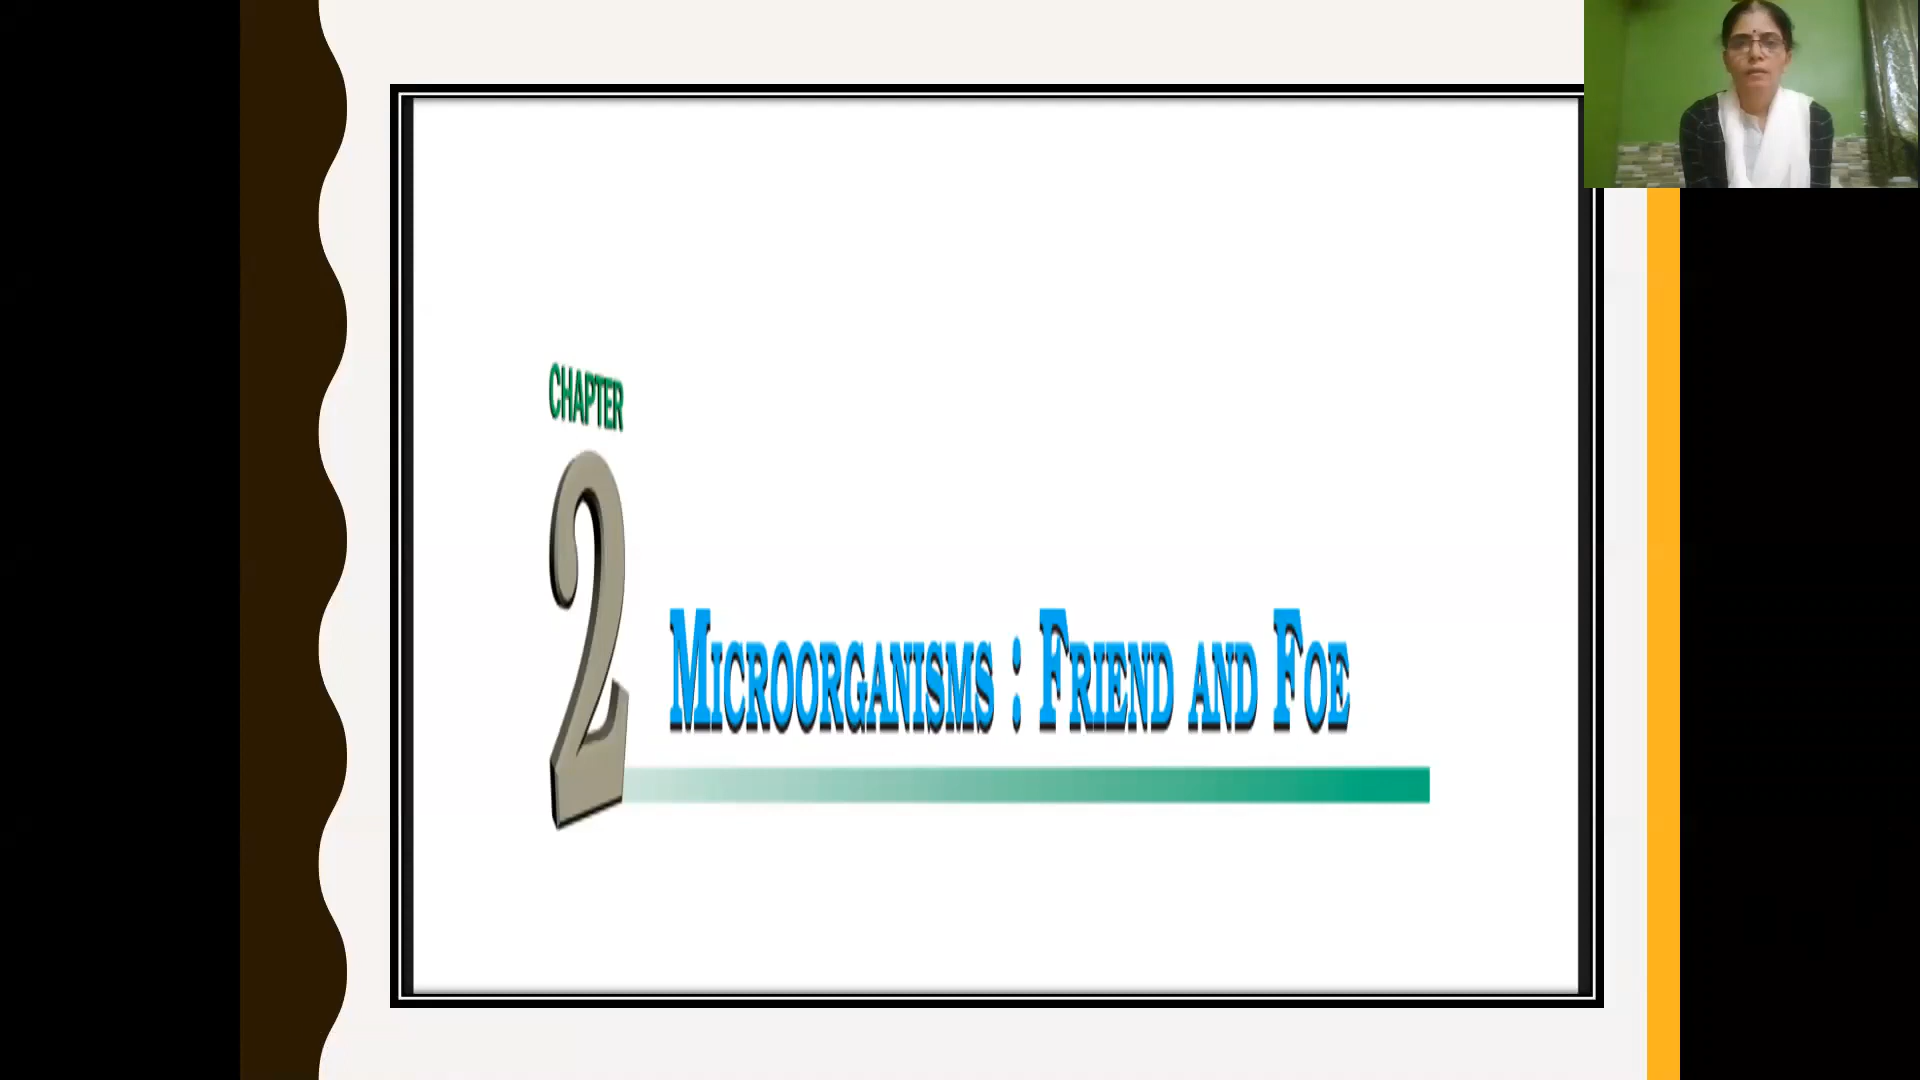 CHAPTER
2
MICROORGANISMS : FRIEND AND FOE